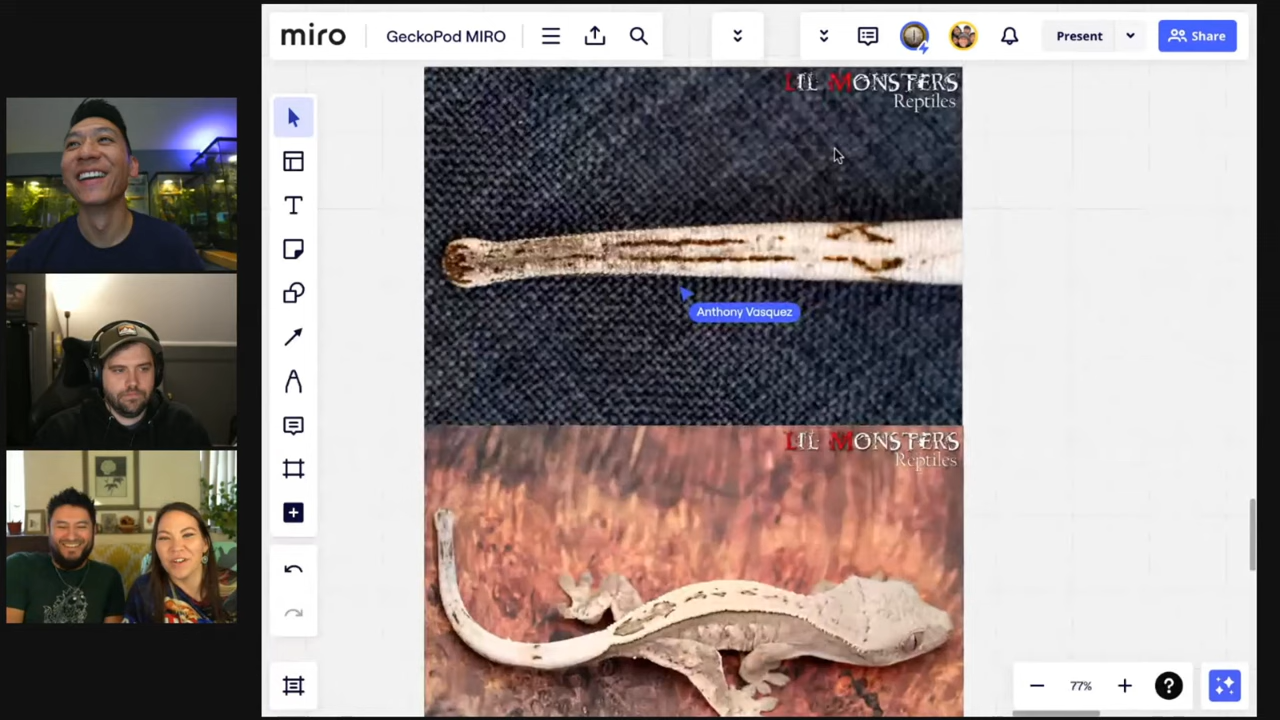 miro
GeckoPod MIRO
Present
Share
LIL MONSTERS
Reptiles
Anthony Vasquez
LIL MONSTERS
Reptiles
77%